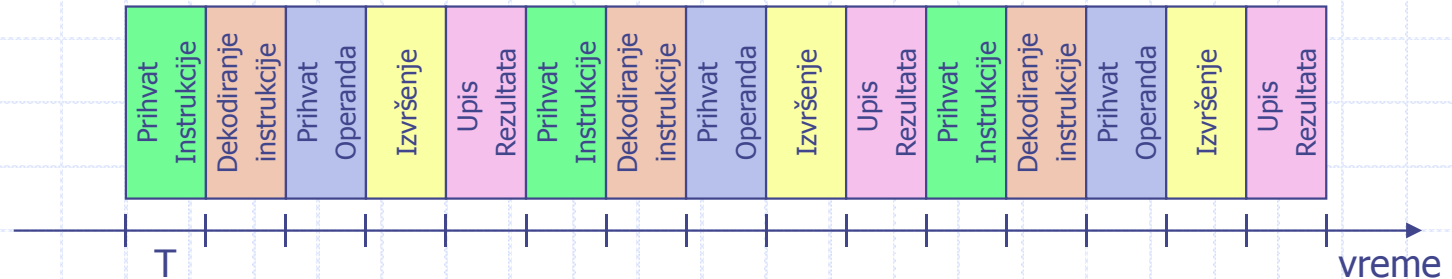 Prihvat
Instrukcije
Dekodiranje
instrukcije
Prihvat
Operanda
Izvršenje
Upis
Rezultata
Prihvat
Instrukcije
Dekodiranje
instrukcije
Prihvat
Operanda
Izvršenje
Upis
Rezultata
Prihvat
Instrukcije
Dekodiranje
instrukcije
Prihvat
Operanda
Izvršenje
Upis
Rezultata
T
vreme